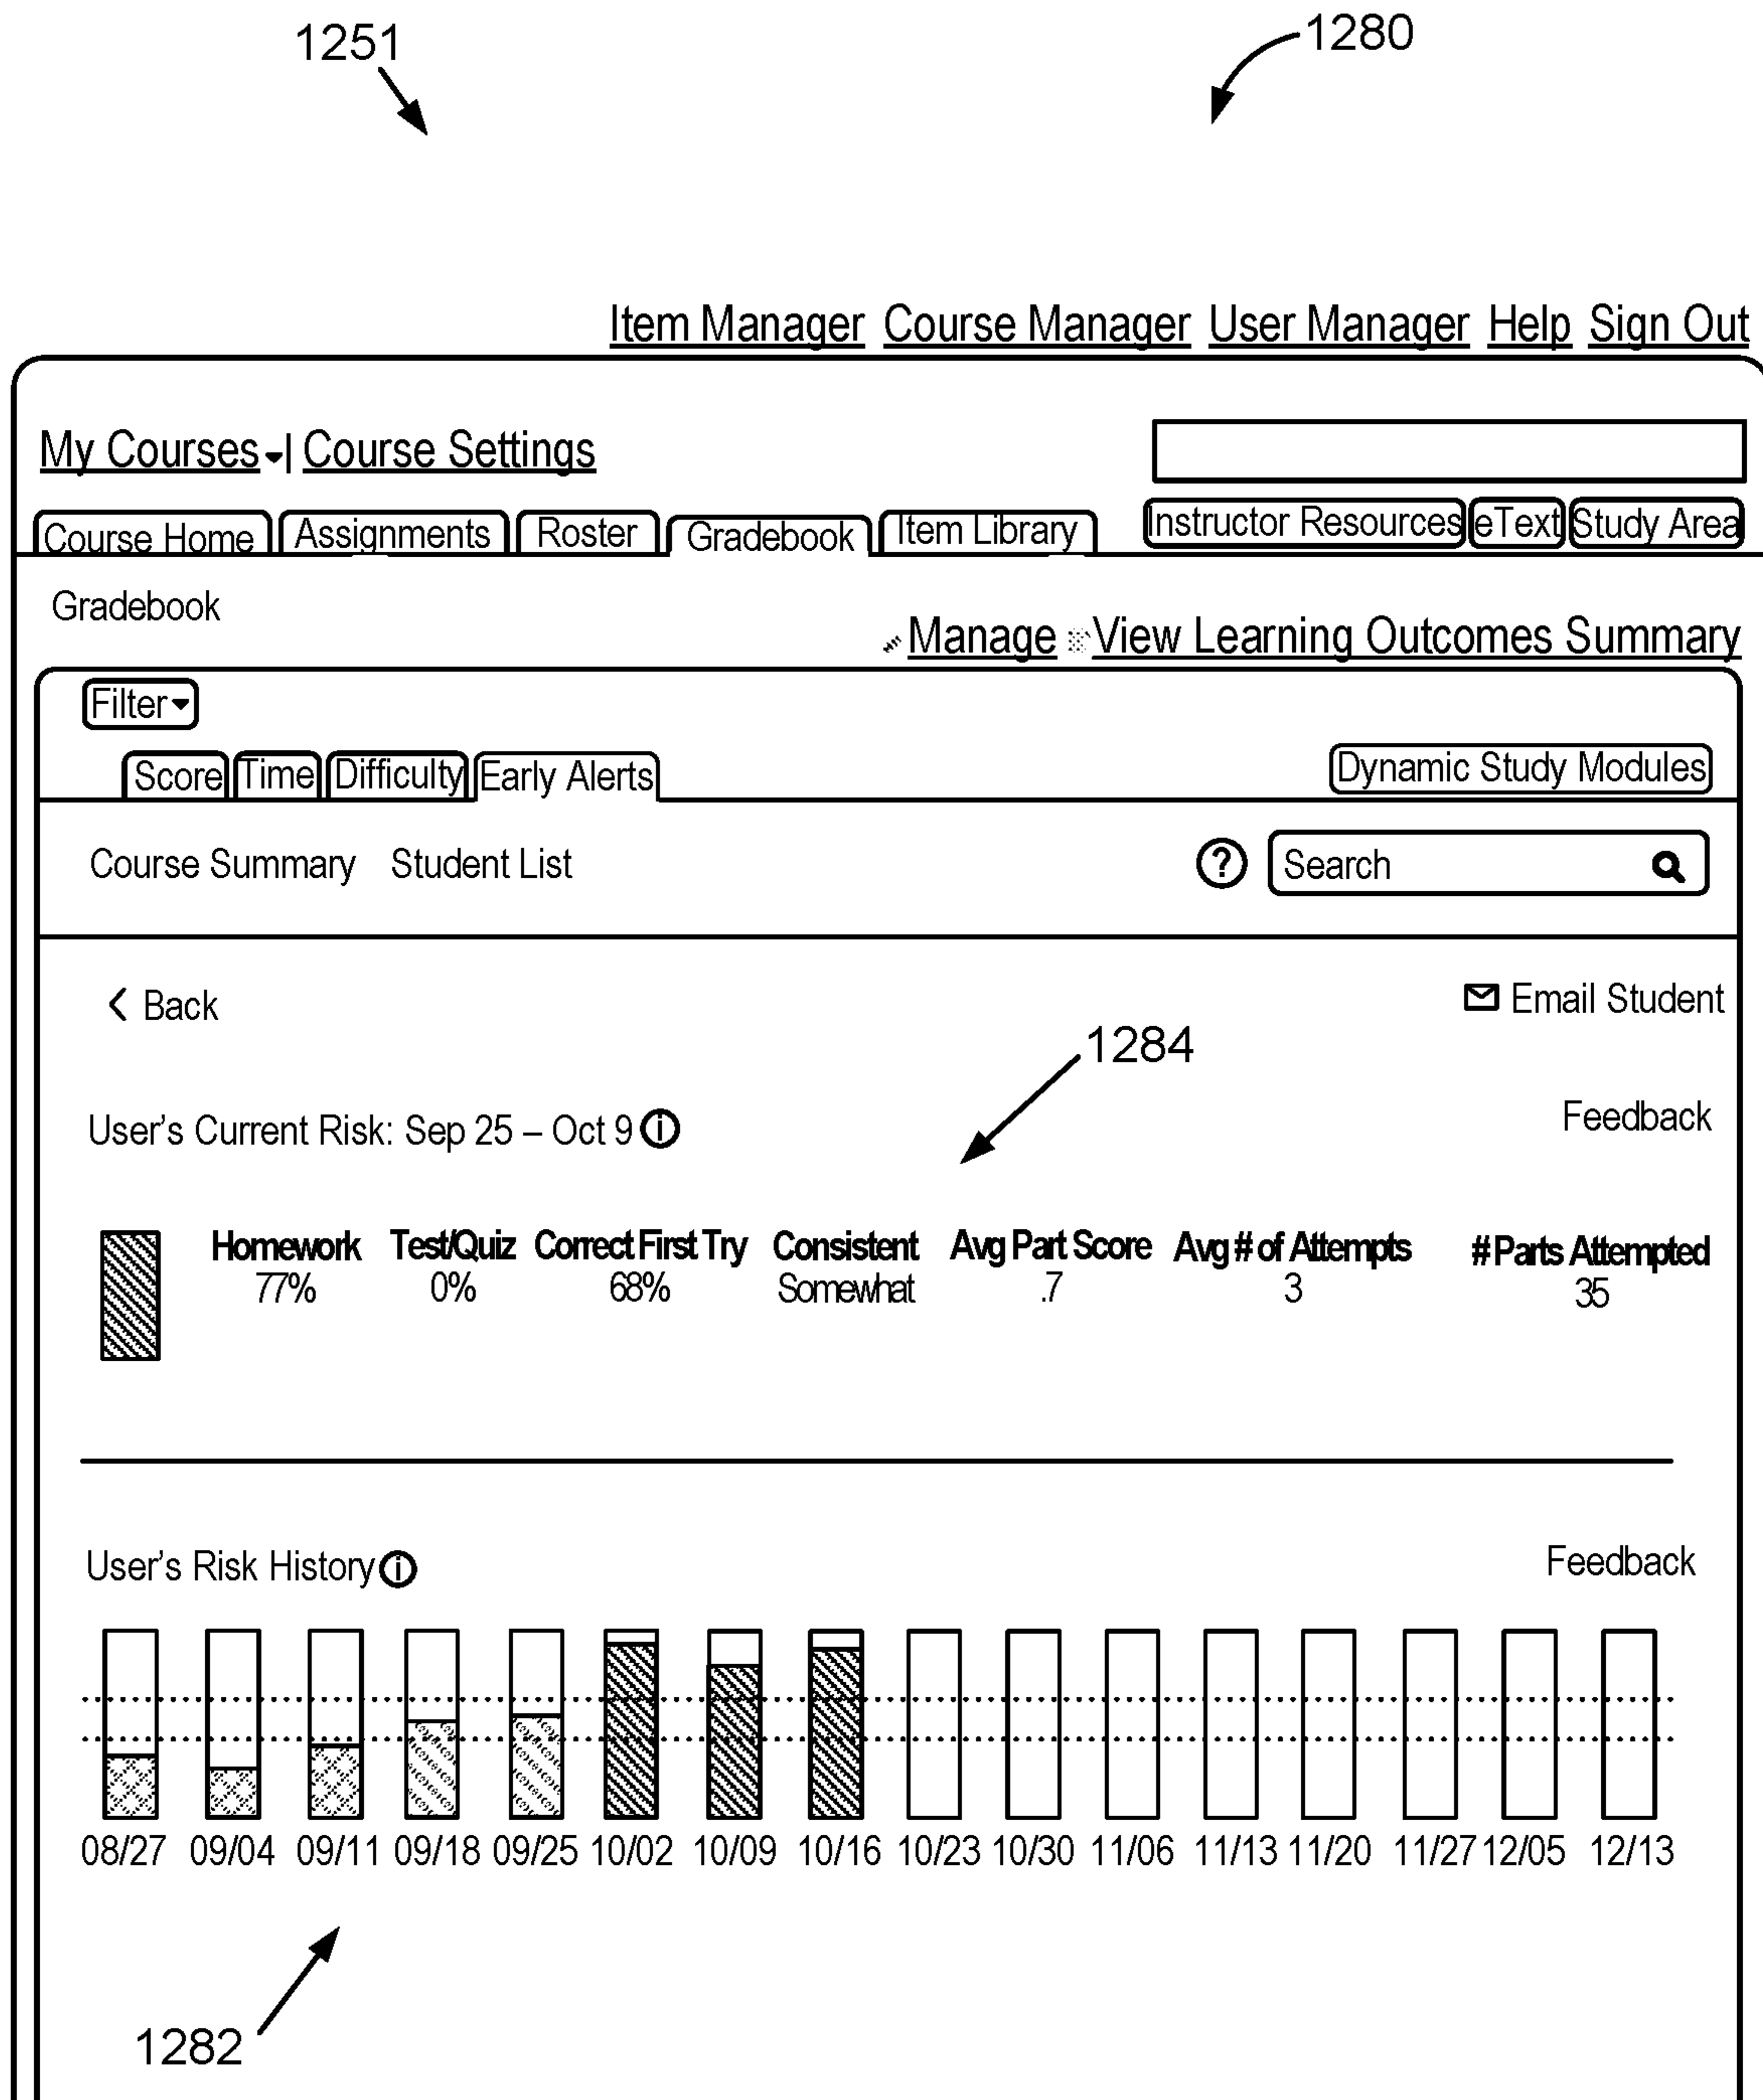 1251 1280
Item Manager Course Manager User Manager Help Sign Out
My Courses | Course Settings
Course Home Assignments Roster Gradebook Item Library Instructor Resources eText Study Area
Gradebook
Manage View Learning Outcomes Summary
Filter
Score Time Difficulty Early Alerts Dynamic Study Modules
Course Summary Student List ? Search
< Back Email Student
1284
User's Current Risk: Sep 25 – Oct 9 i Feedback
Homework Test/Quiz Correct First Try Consistent Avg Part Score Avg # of Attempts # Parts Attempted
77% 0% 68% Somewhat .7 3 35
User's Risk History i Feedback
08/27 09/04 09/11 09/18 09/25 10/02 10/09 10/16 10/23 10/30 11/06 11/13 11/20 11/27 12/05 12/13
1282